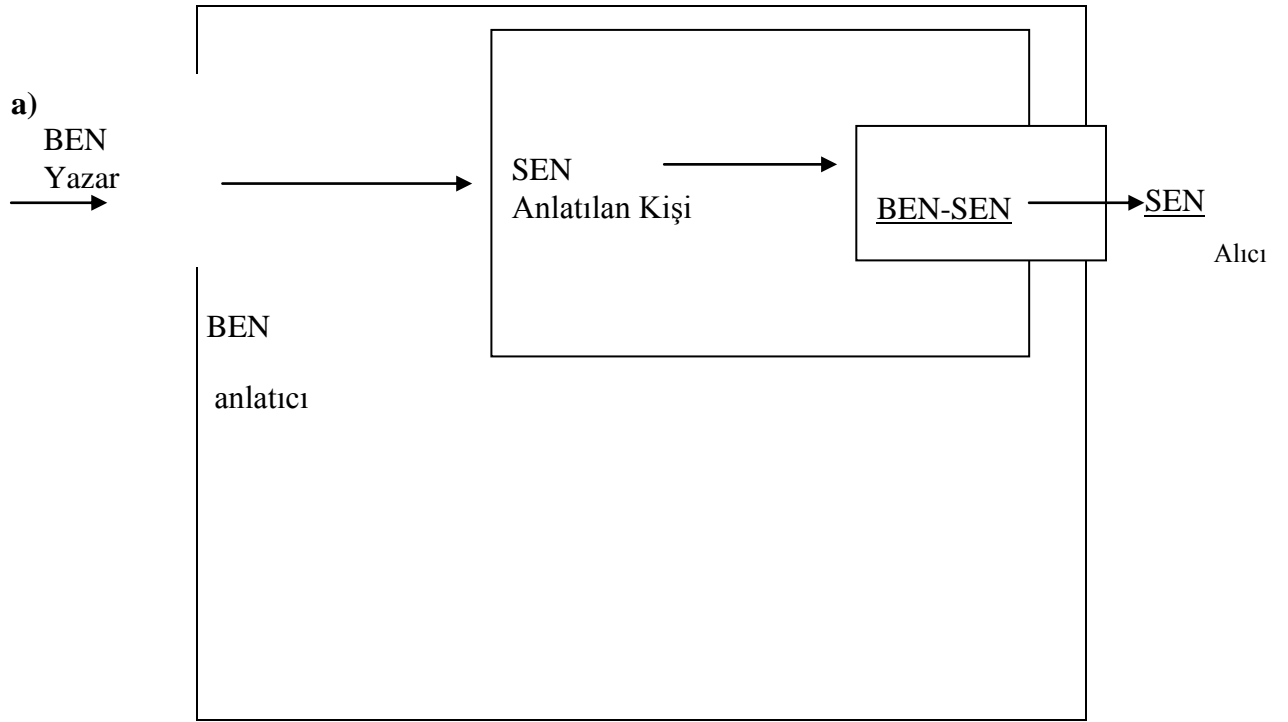 a)
BEN
Yazar
SEN
Anlatılan Kişi
BEN-SEN
SEN
Alıcı
BEN
anlatıcı